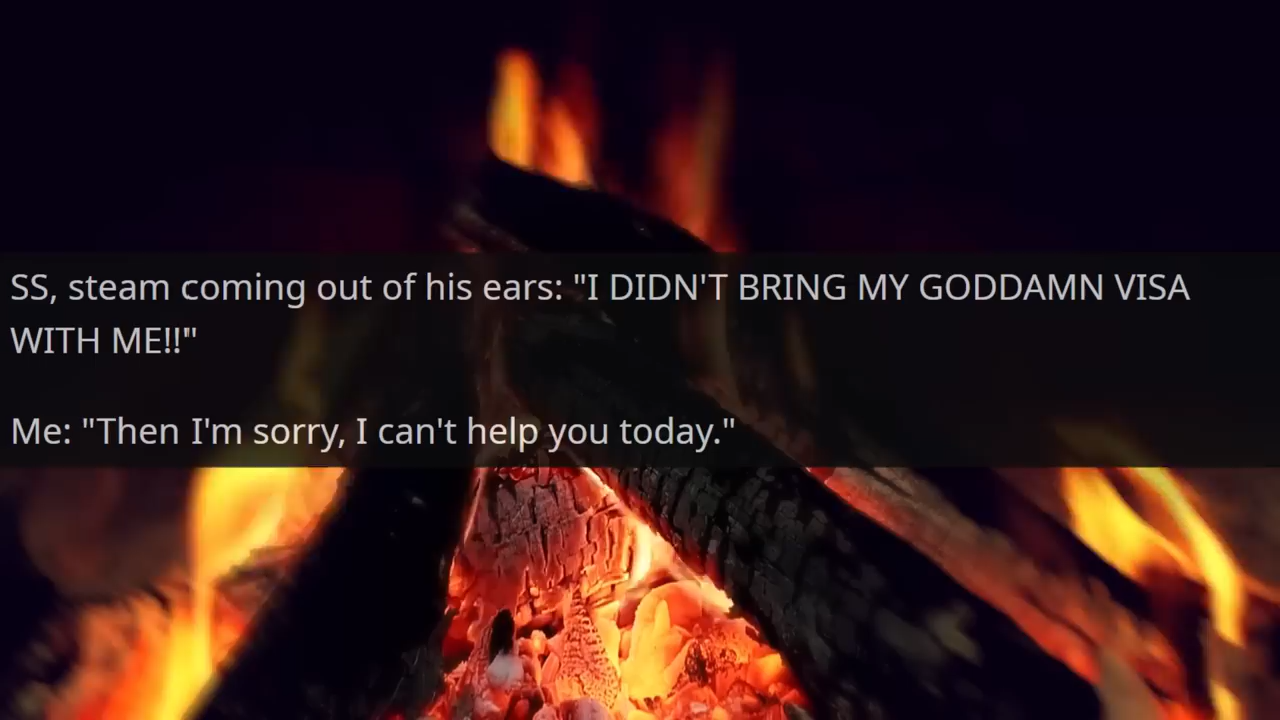 SS, steam coming out of his ears: "I DIDN'T BRING MY GODDAMN VISA
WITH ME!!"
Me: "Then I'm sorry, I can't help you today."